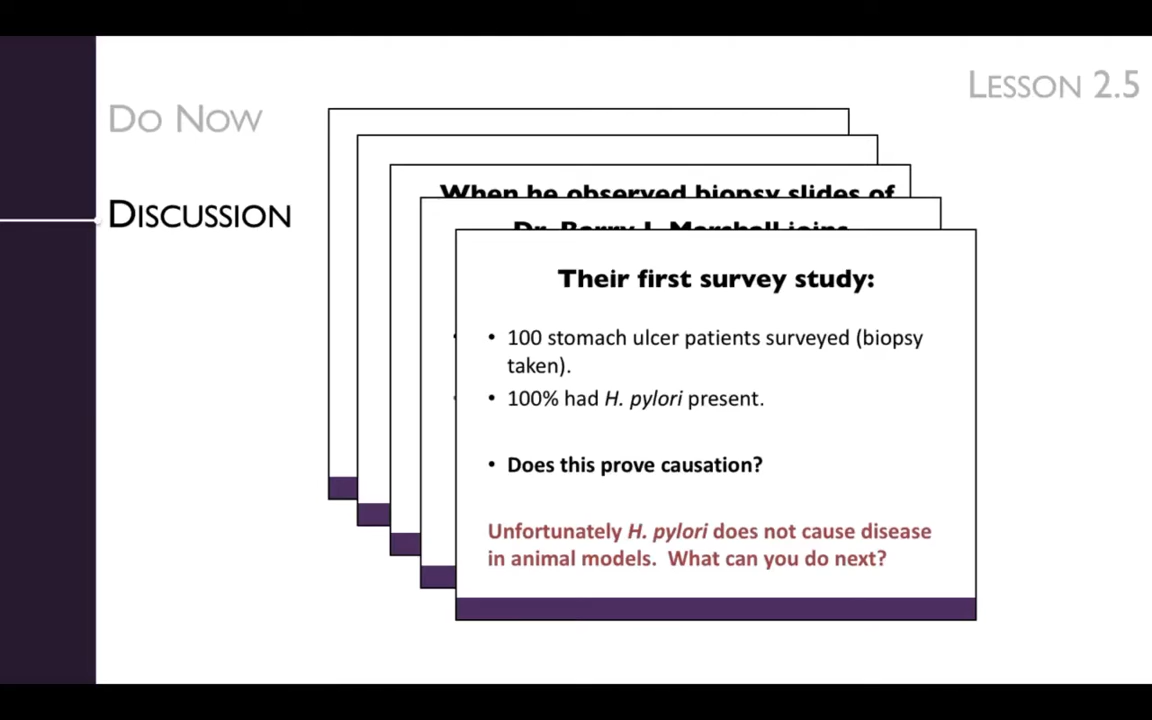 LESSON 2.5
DO NOW
DISCUSSION
When he observed biopsy slides of
Dr. Barry J. Marshall joins
Their first survey study:
• 100 stomach ulcer patients surveyed (biopsy
taken).
• 100% had H. pylori present.
• Does this prove causation?
Unfortunately H. pylori does not cause disease
in animal models. What can you do next?